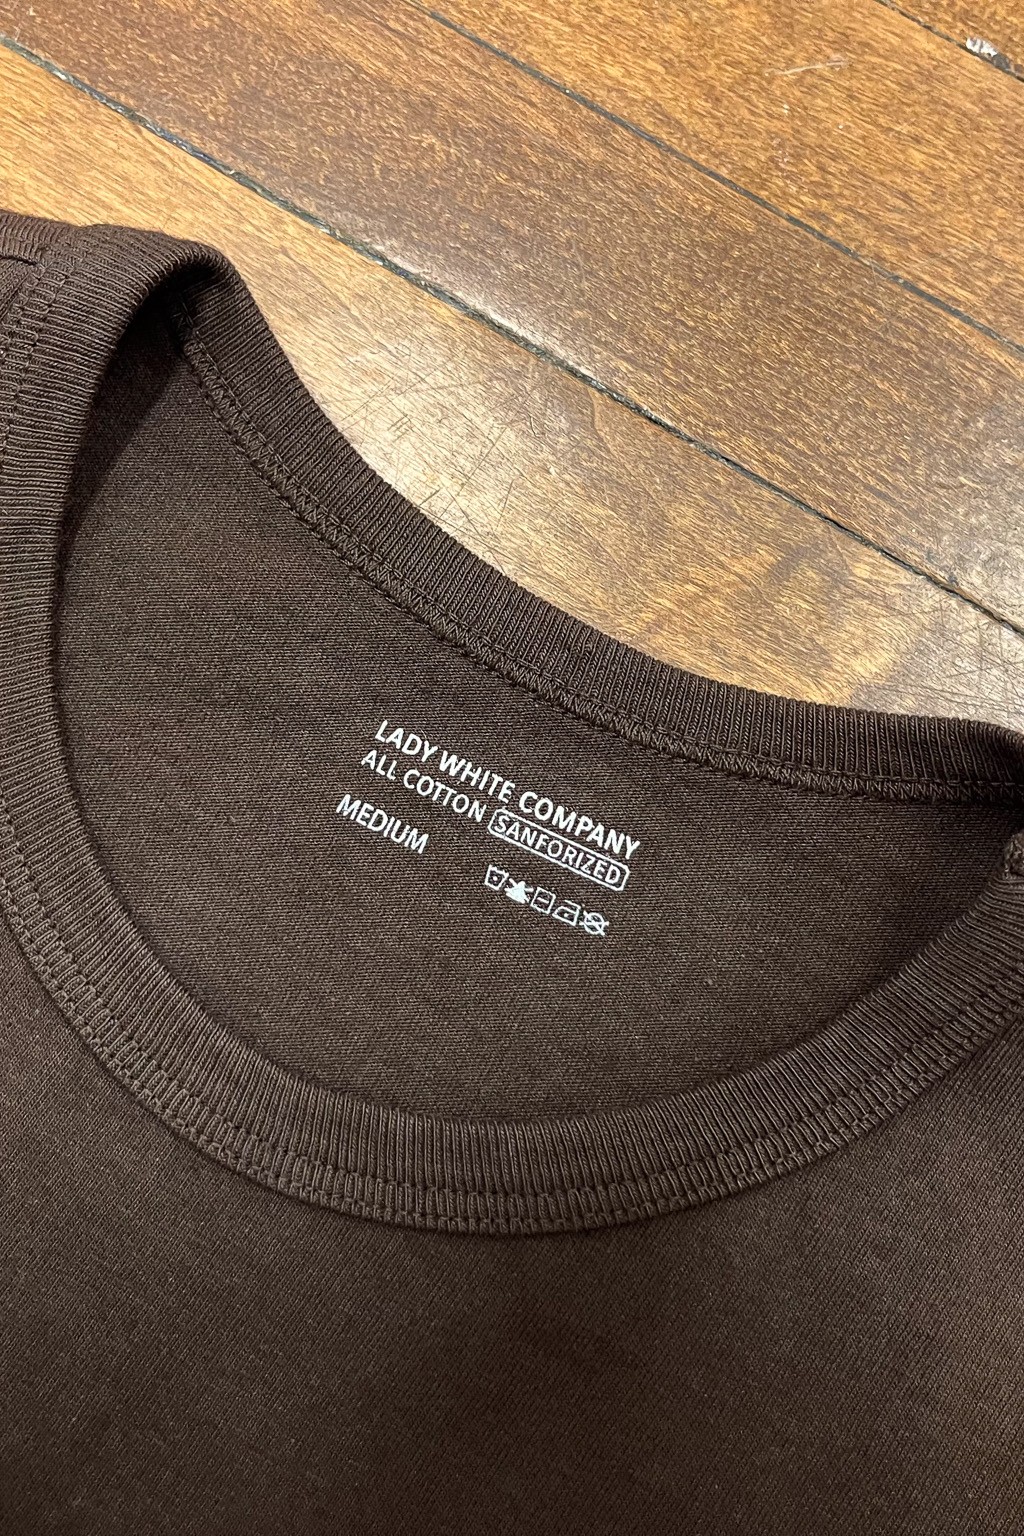 LADY WHITE COMPANY
ALL COTTON SANFORIZED
MEDIUM